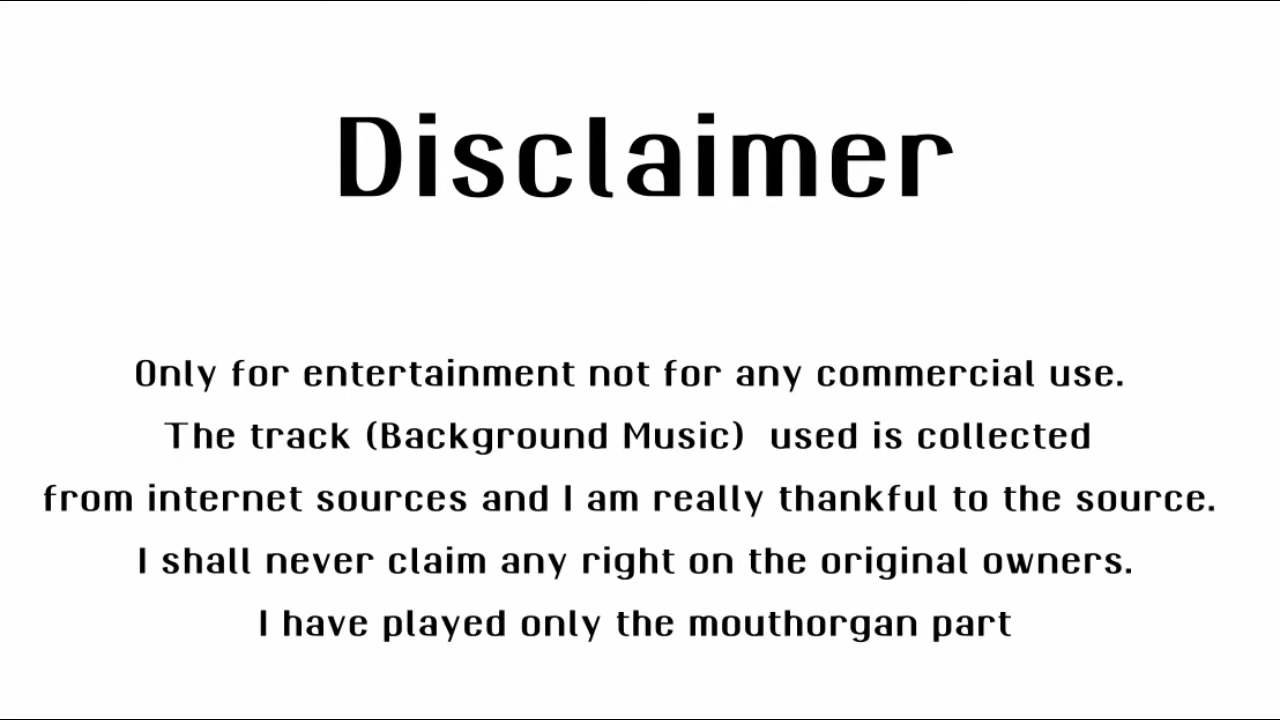 Disclaimer
Only for entertainment not for any commercial use.
The track (Background Music)  used is collected
from internet sources and I am really thankful to the source.
I shall never claim any right on the original owners.
I have played only the mouthorgan part